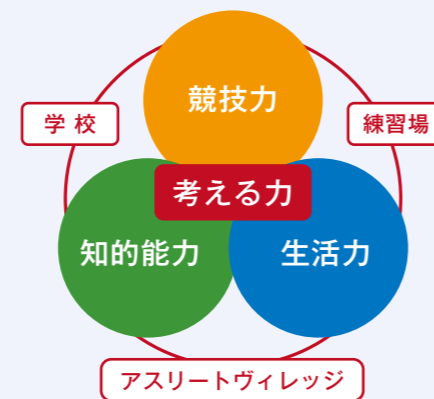 競技力
学校
練習場
考える力
知的能力
生活力
アスリートヴィレッジ